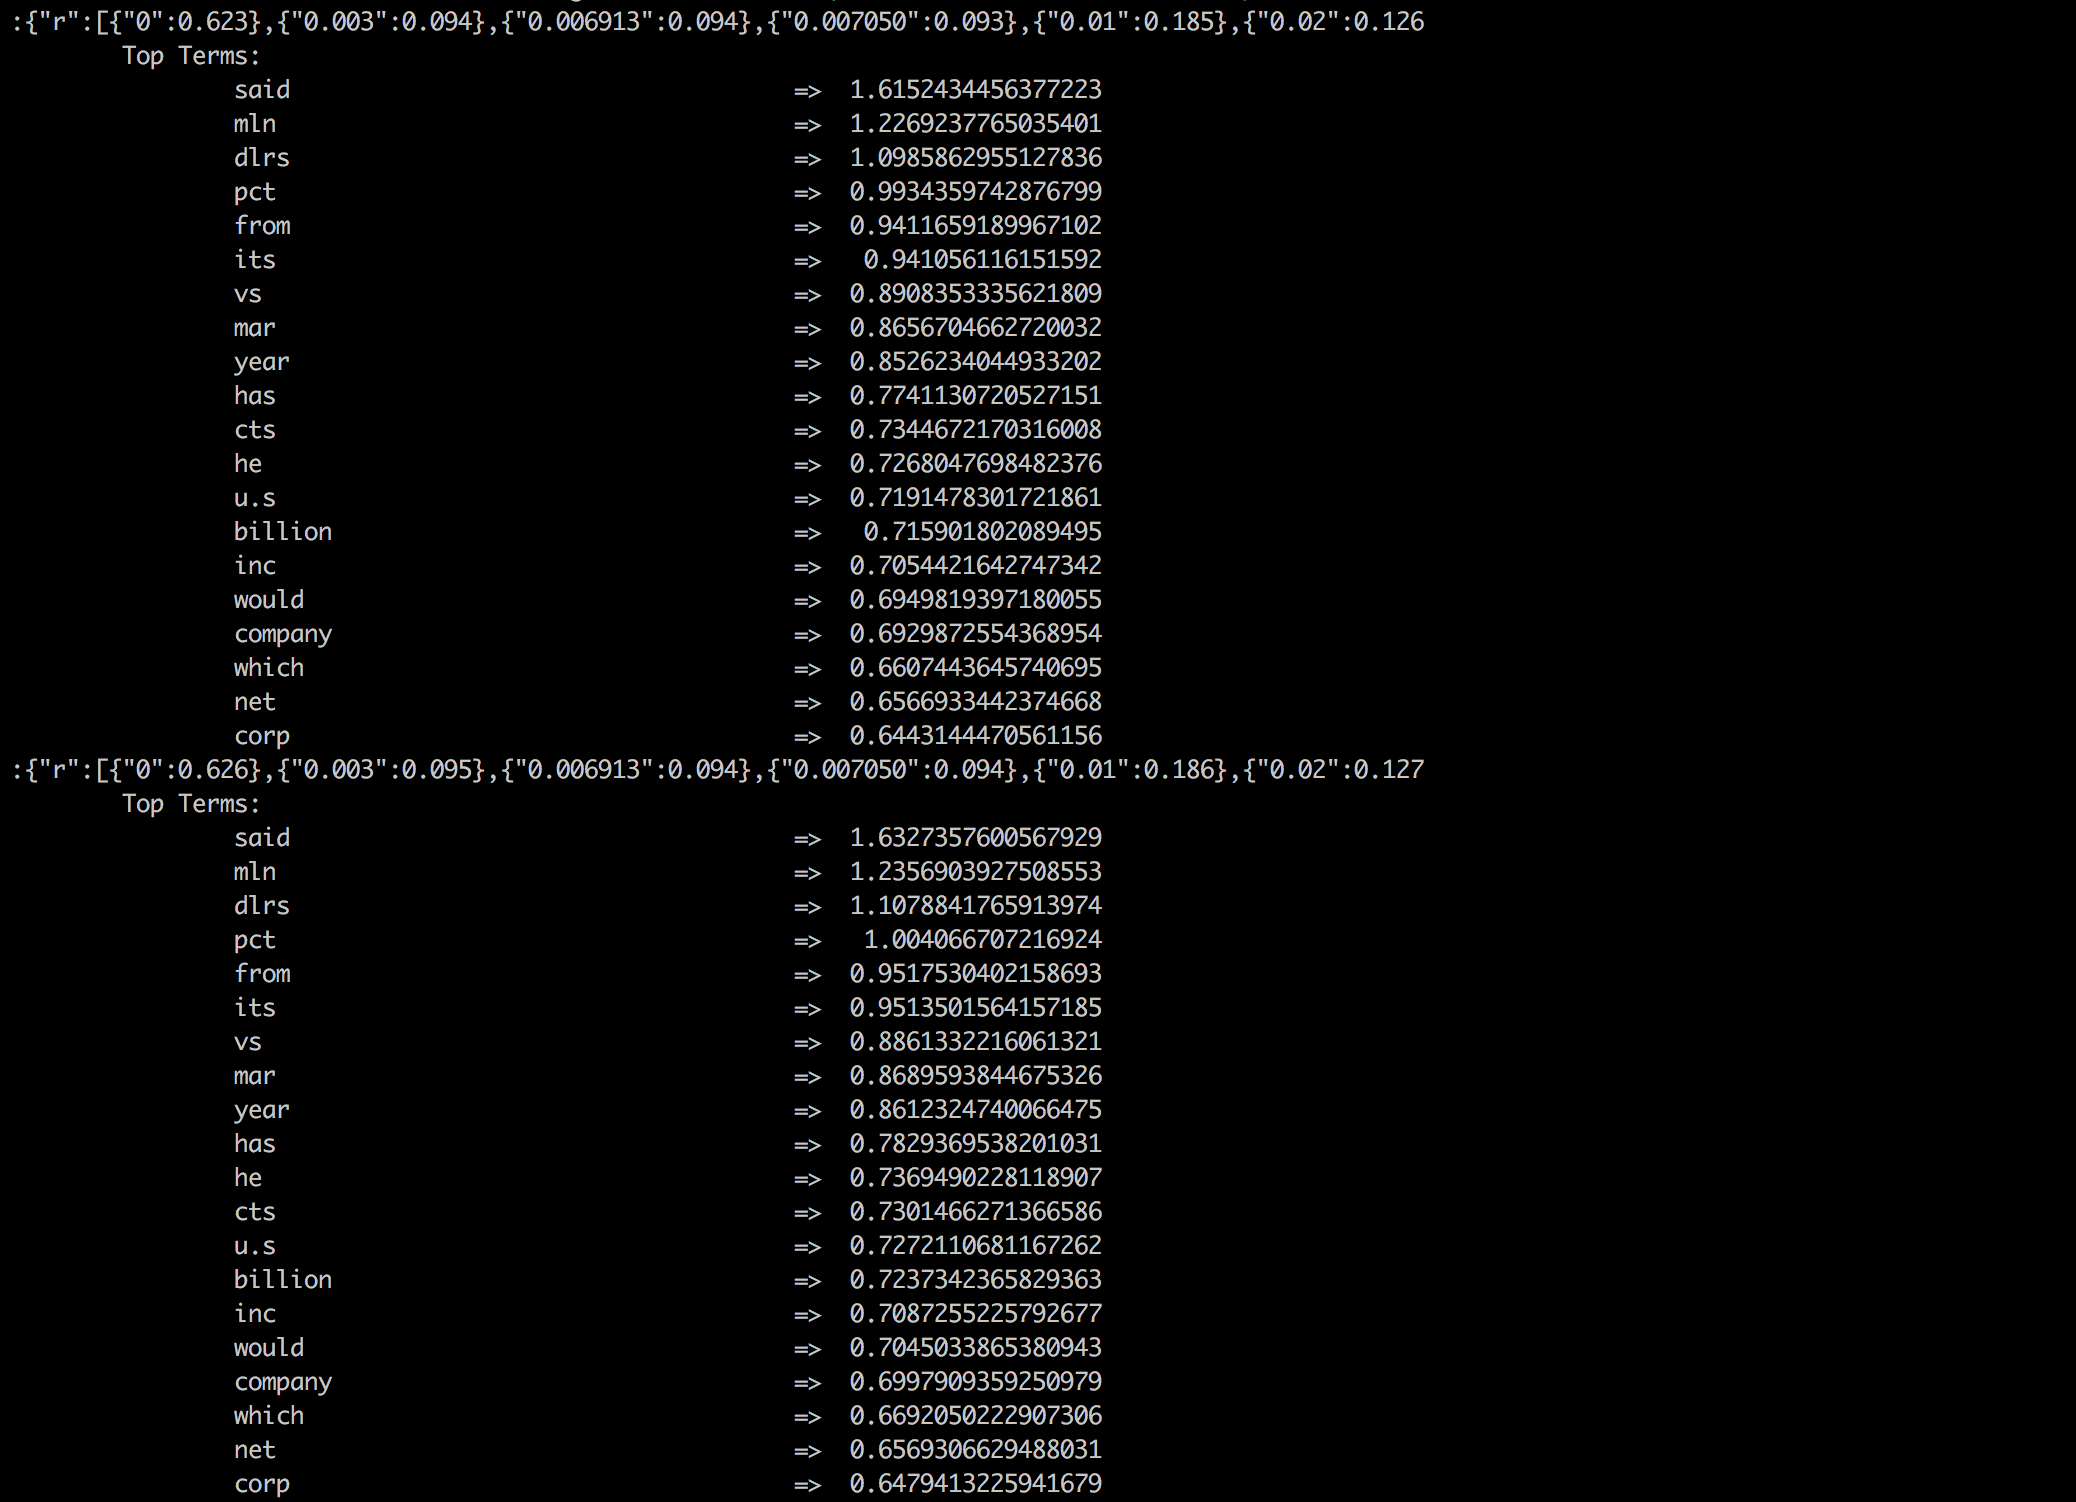 :{"r":[{"0":0.623},{"0.003":0.094},{"0.006913":0.094},{"0.007050":0.093},{"0.01":0.185},{"0.02":0.126
Top Terms:
said => 1.6152434456377223
mln => 1.2269237765035401
dlrs => 1.0985862955127836
pct => 0.9934359742876799
from => 0.9411659189967102
its => 0.941056116151592
vs => 0.8908353335621809
mar => 0.8656704662720032
year => 0.8526234044933202
has => 0.7741130720527151
cts => 0.7344672170316008
he => 0.7268047698482376
u.s => 0.7191478301721861
billion => 0.715901802089495
inc => 0.7054421642747342
would => 0.6949819397180055
company => 0.6929872554368954
which => 0.6607443645740695
net => 0.6566933442374668
corp => 0.6443144470561156
:{"r":[{"0":0.626},{"0.003":0.095},{"0.006913":0.094},{"0.007050":0.094},{"0.01":0.186},{"0.02":0.127
Top Terms:
said => 1.6327357600567929
mln => 1.2356903927508553
dlrs => 1.1078841765913974
pct => 1.004066707216924
from => 0.9517530402158693
its => 0.9513501564157185
vs => 0.8861332216061321
mar => 0.8689593844675326
year => 0.8612324740066475
has => 0.7829369538201031
he => 0.7369490228118907
cts => 0.7301466271366586
u.s => 0.7272110681167262
billion => 0.7237342365829363
inc => 0.7087255225792677
would => 0.7045033865380943
company => 0.6997909359250979
which => 0.6692050222907306
net => 0.6569306629488031
corp => 0.6479413225941679